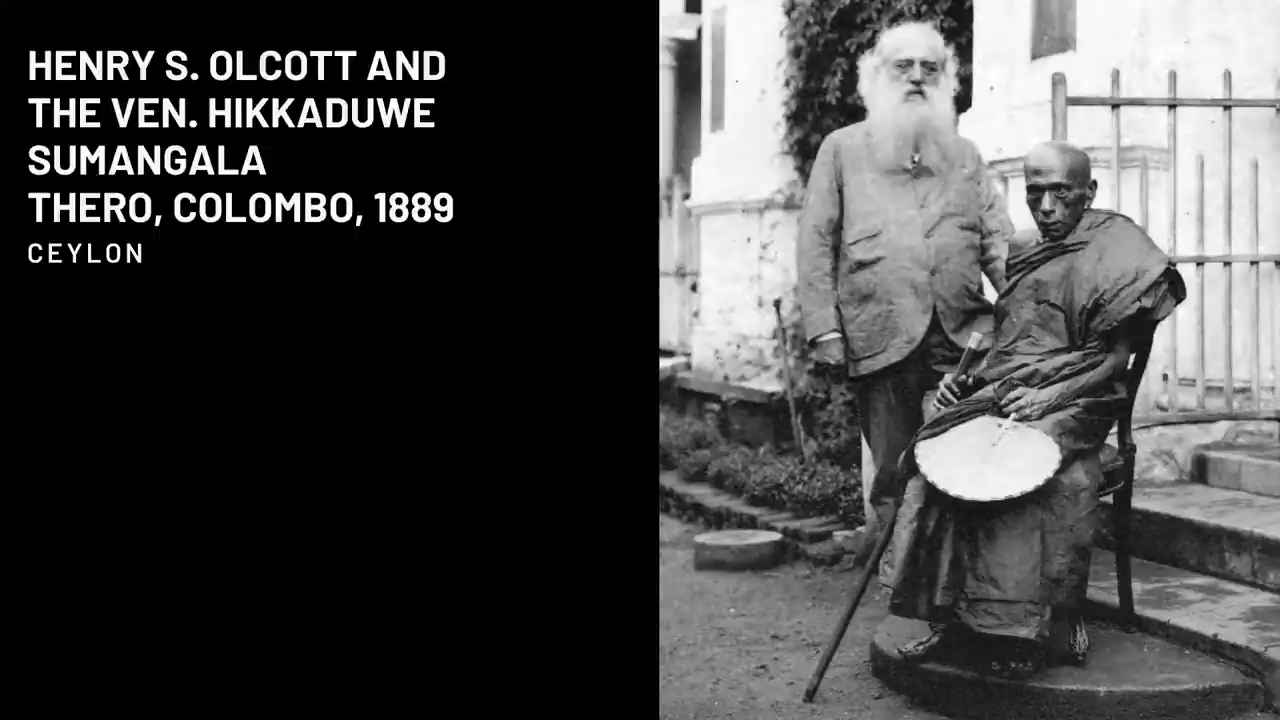 HENRY S. OLCOTT AND
THE VEN. HIKKADUWE
SUMANGALA
THERO, COLOMBO, 1889
CEYLON